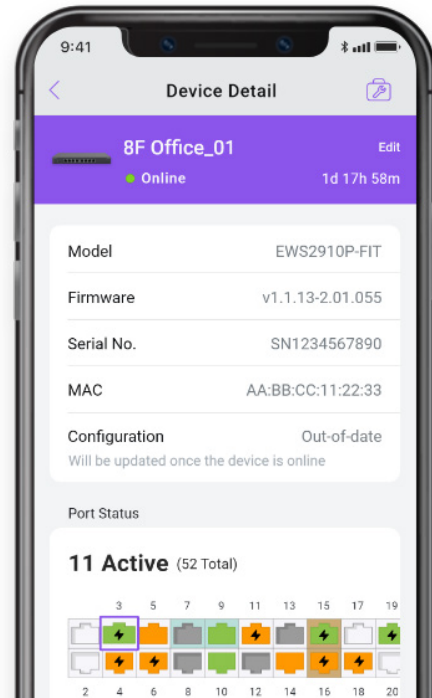 9:41
Device Detail
8F Office_01
Edit
Online
1d 17h 58m
Model EWS2910P-FIT
Firmware v1.1.13-2.01.055
Serial No. SN1234567890
MAC AA:BB:CC:11:22:33
Configuration Out-of-date
Will be updated once the device is online
Port Status
11 Active (52 Total)
3 5 7 9 11 13 15 17 19
2 4 6 8 10 12 14 16 18 20